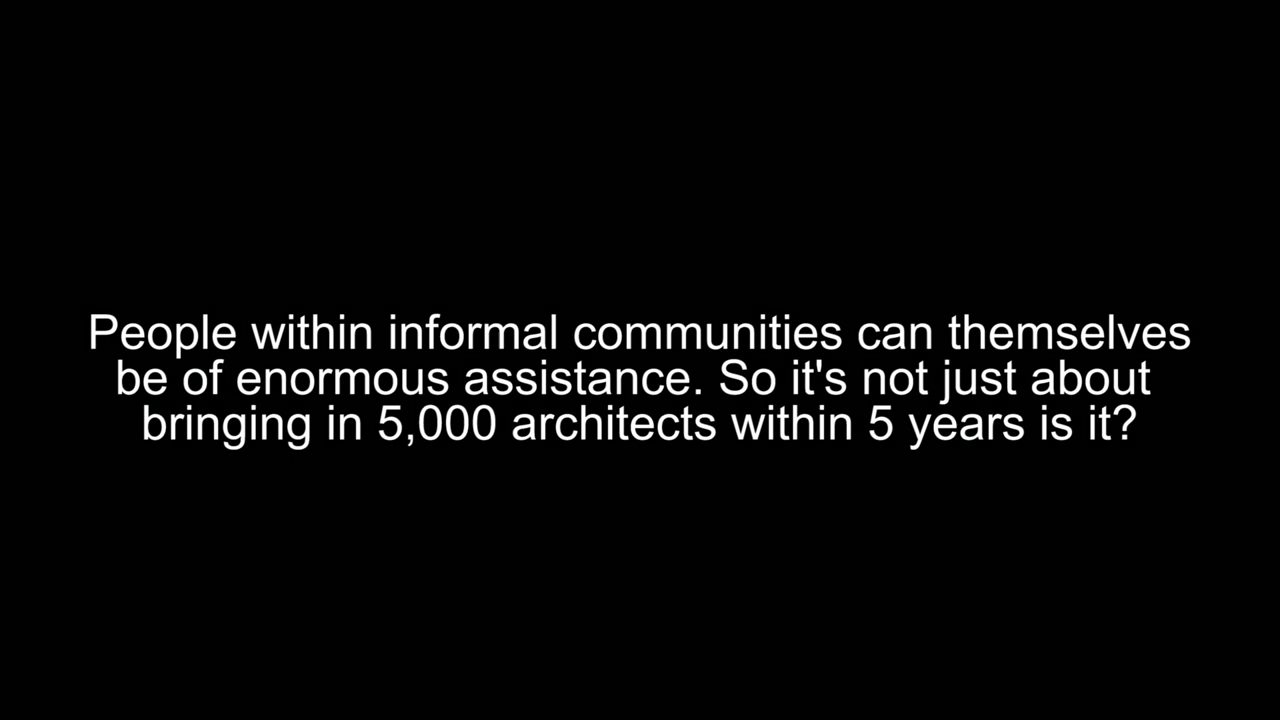 People within informal communities can themselves
be of enormous assistance. So it's not just about
bringing in 5,000 architects within 5 years is it?